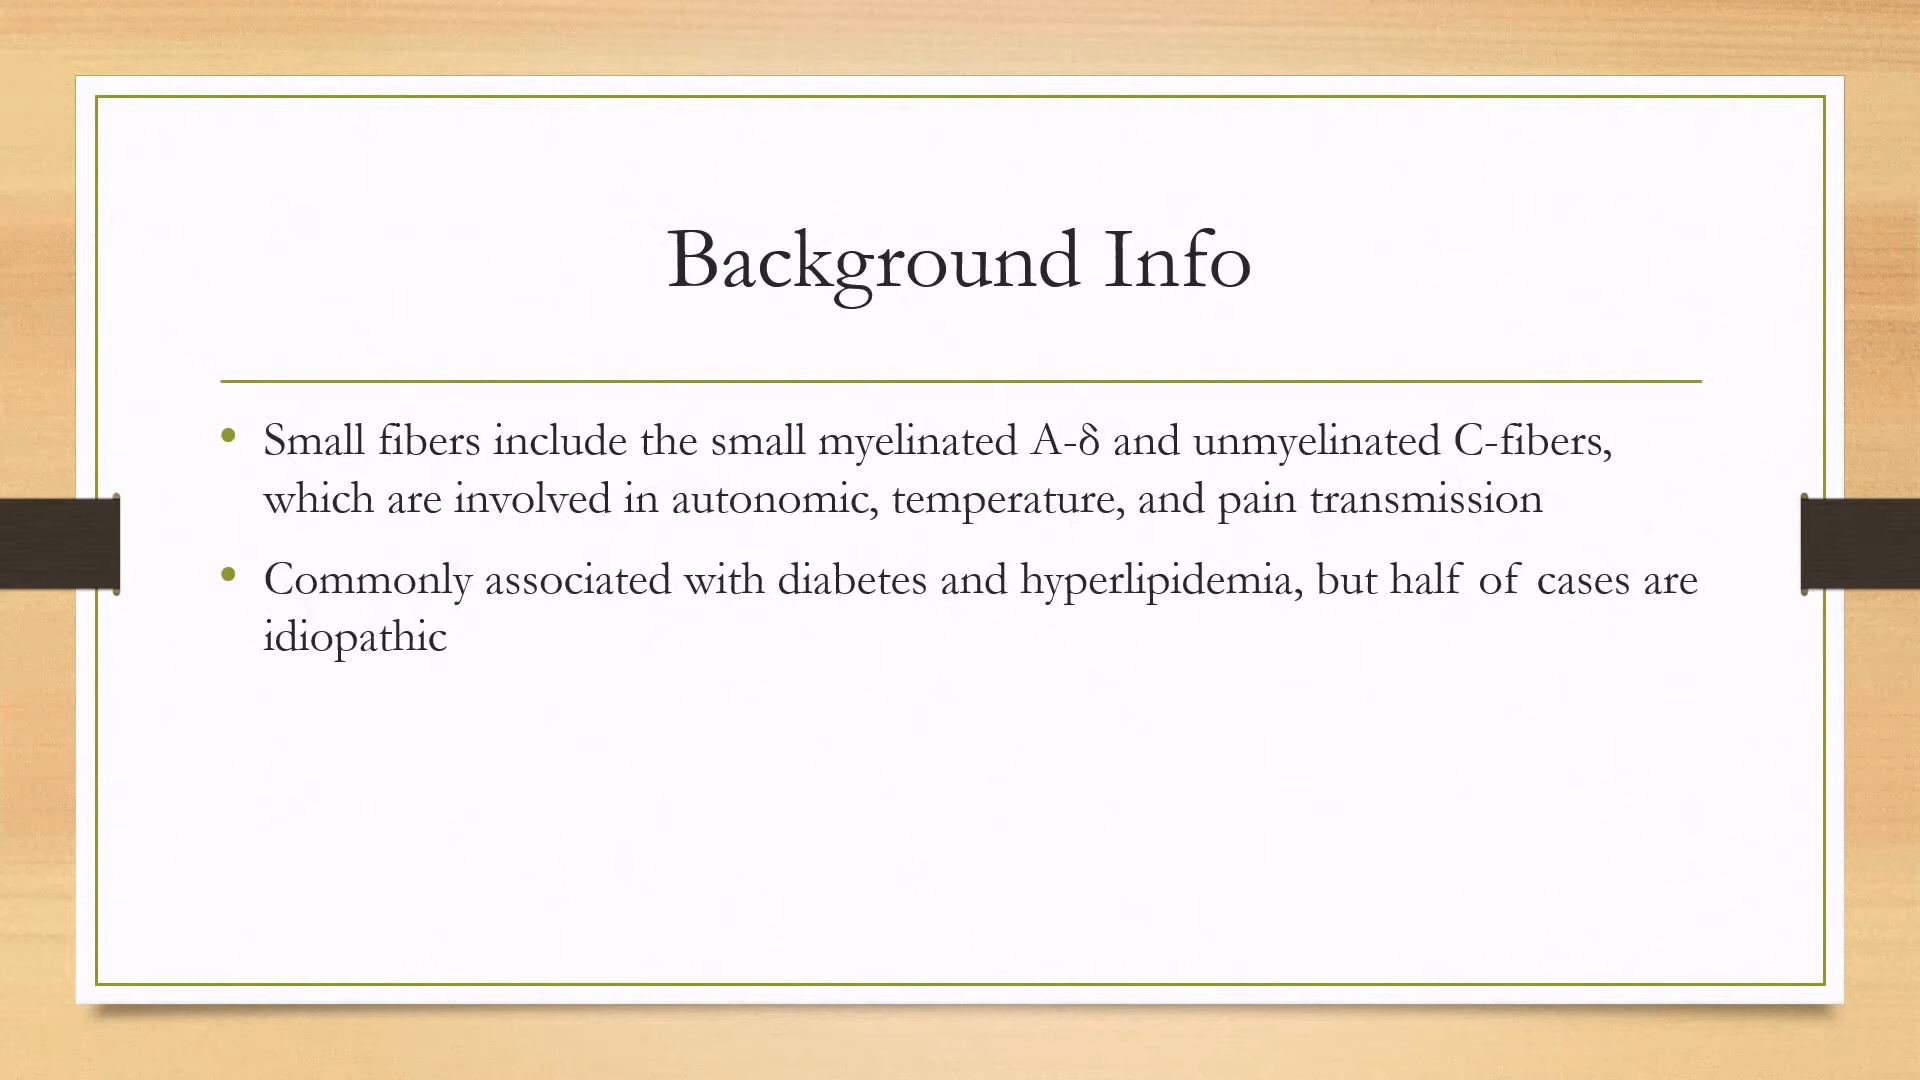 Background Info
• Small fibers include the small myelinated A-δ and unmyelinated C-fibers,
which are involved in autonomic, temperature, and pain transmission
• Commonly associated with diabetes and hyperlipidemia, but half of cases are
idiopathic